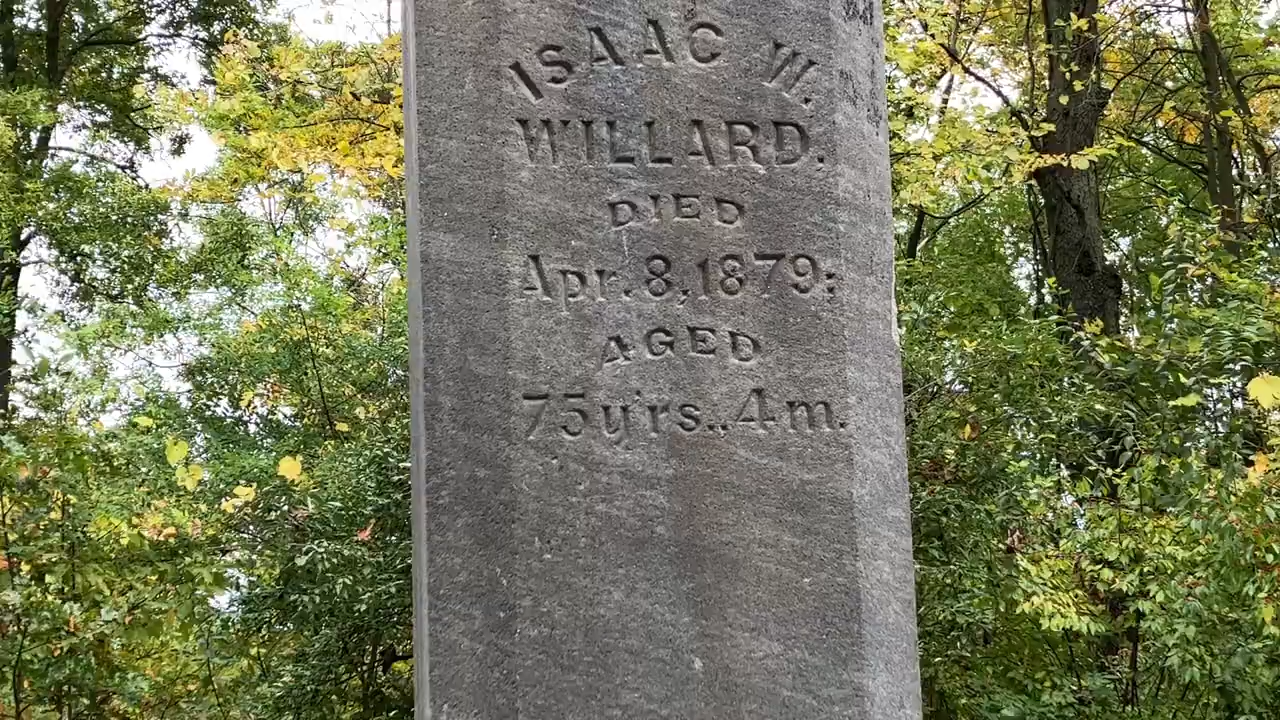 ISAAC W.
WILLARD.
DIED
Apr. 8, 1879;
AGED
75 y'rs., 4 m.